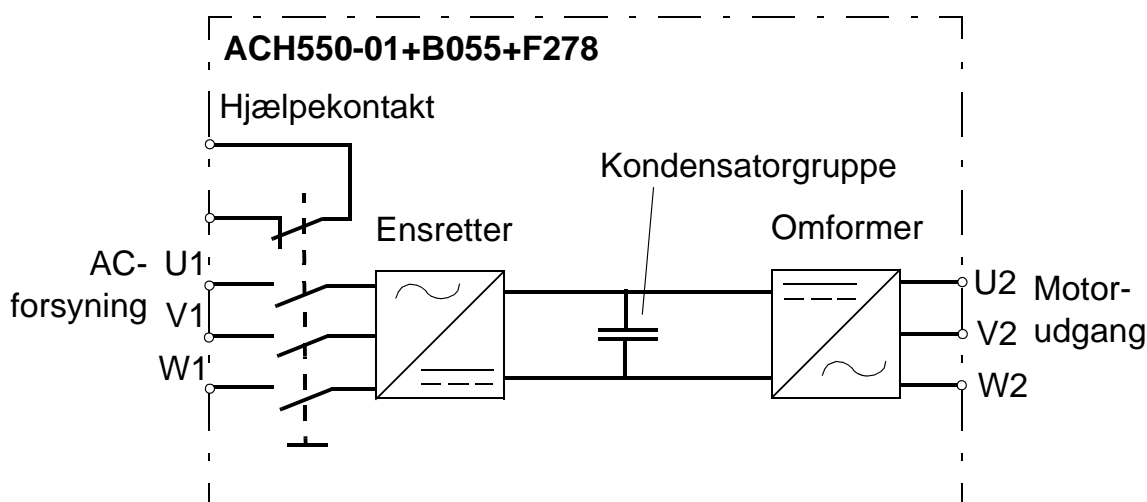 ACH550-01+B055+F278
Hjælpekontakt
Kondensatorgruppe
Ensretter
Omformer
AC-
forsyning
U1
V1
W1
U2
V2
W2
Motor-
udgang